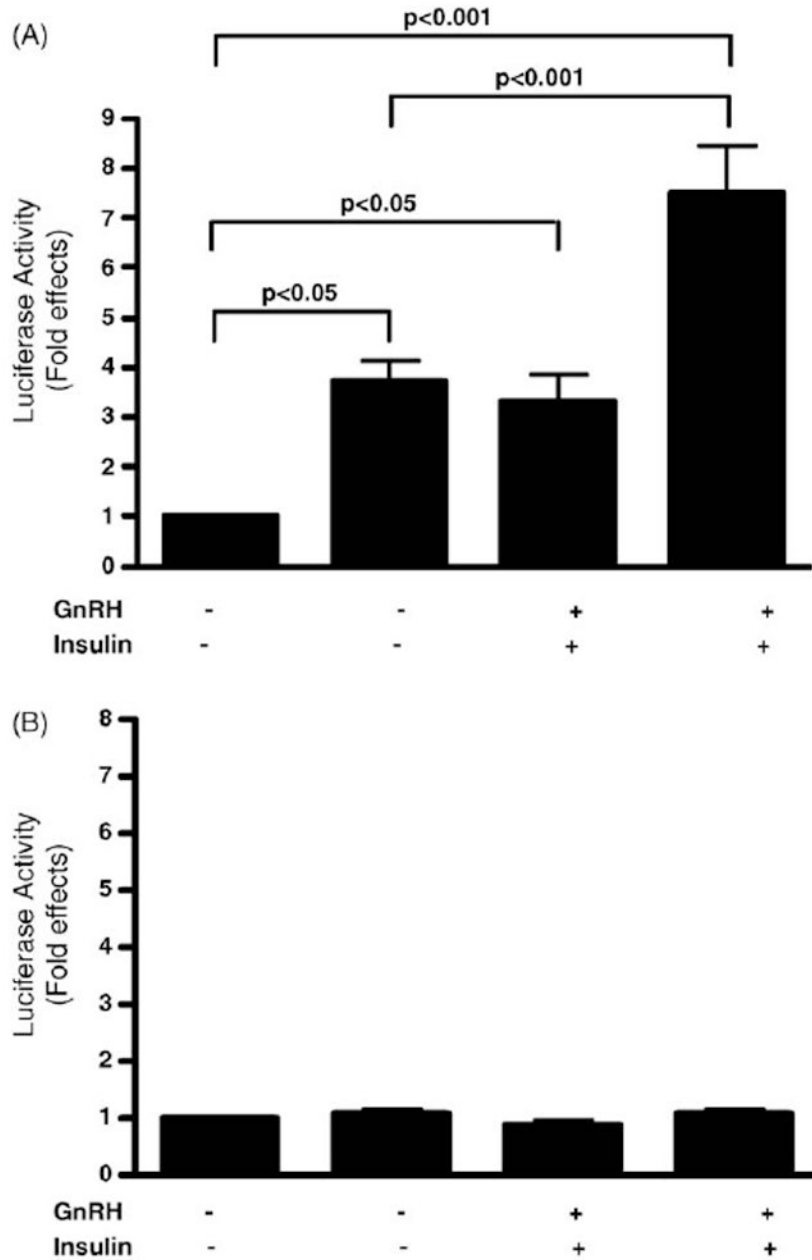 (A)
p<0.001
p<0.001
p<0.05
p<0.05
Luciferase Activity
(Fold effects)
9
8
7
6
5
4
3
2
1
0
GnRH - - + +
Insulin - - + +
(B)
Luciferase Activity
(Fold effects)
8
7
6
5
4
3
2
1
0
GnRH - - + +
Insulin - - + +